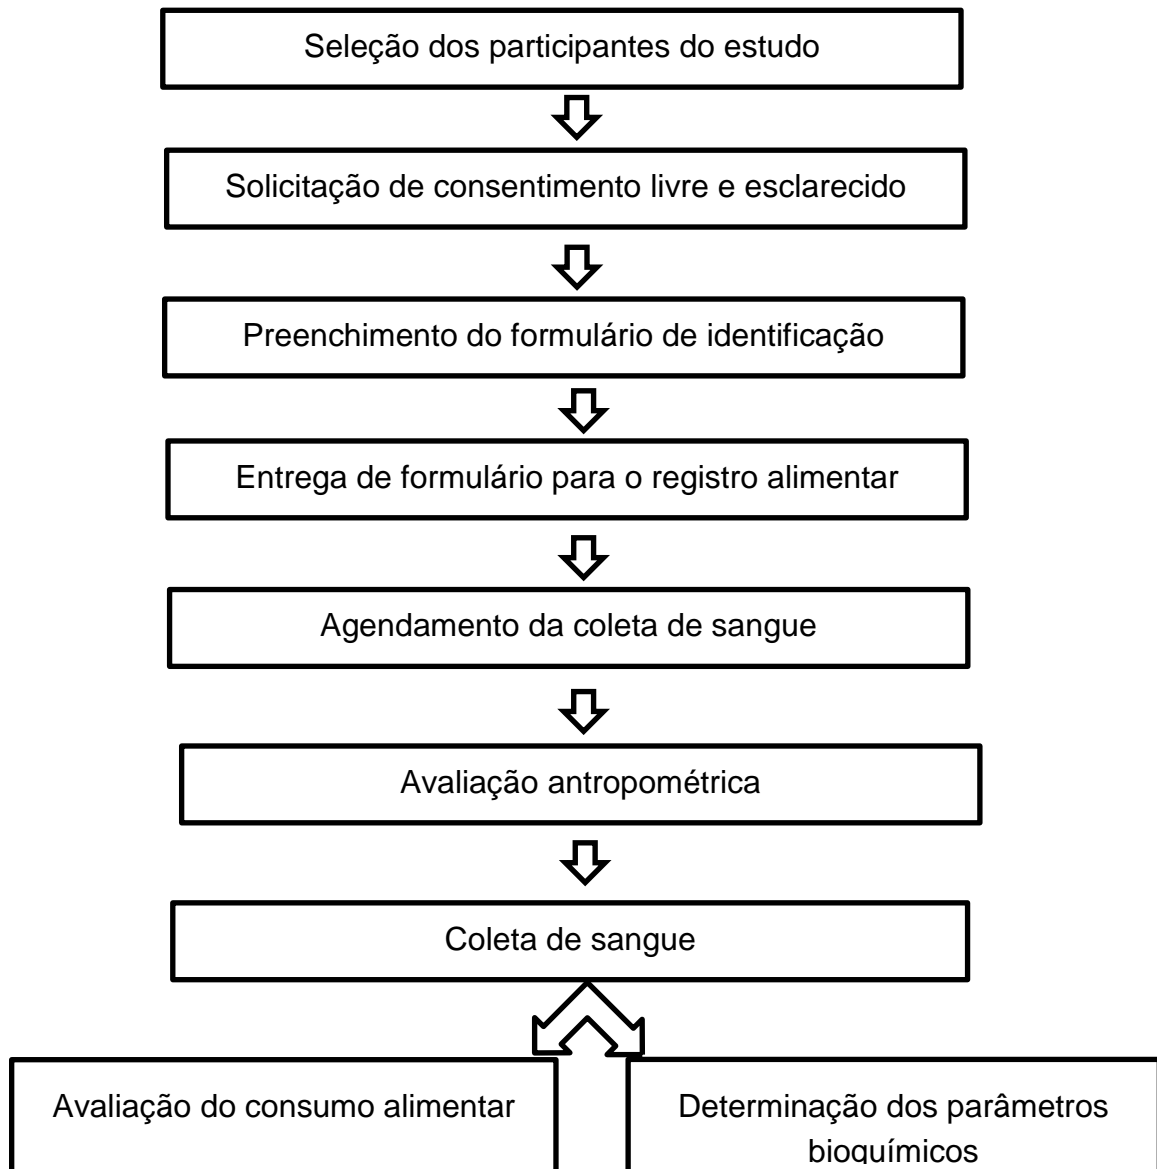 Seleção dos participantes do estudo
Solicitação de consentimento livre e esclarecido
Preenchimento do formulário de identificação
Entrega de formulário para o registro alimentar
Agendamento da coleta de sangue
Avaliação antropométrica
Coleta de sangue
Avaliação do consumo alimentar
Determinação dos parâmetros
bioquímicos